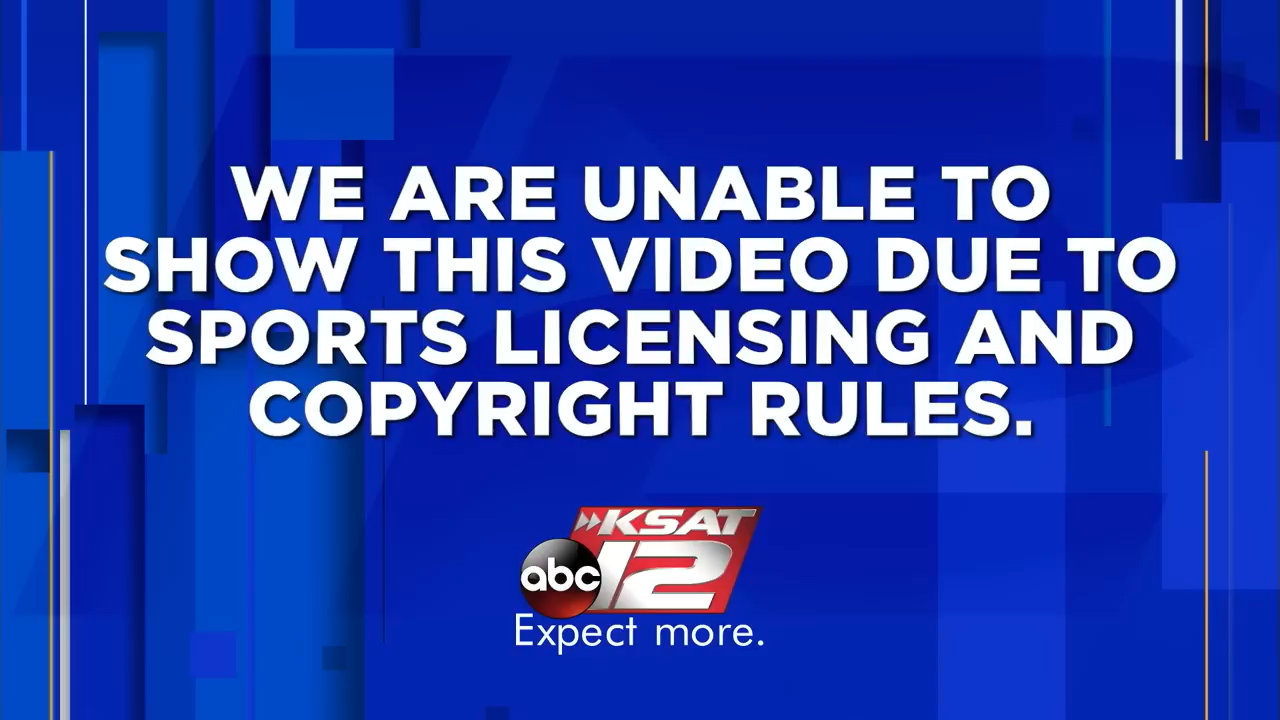 WE ARE UNABLE TO
SHOW THIS VIDEO DUE TO
SPORTS LICENSING AND
COPYRIGHT RULES.
KSAT
abc 12
Expect more.